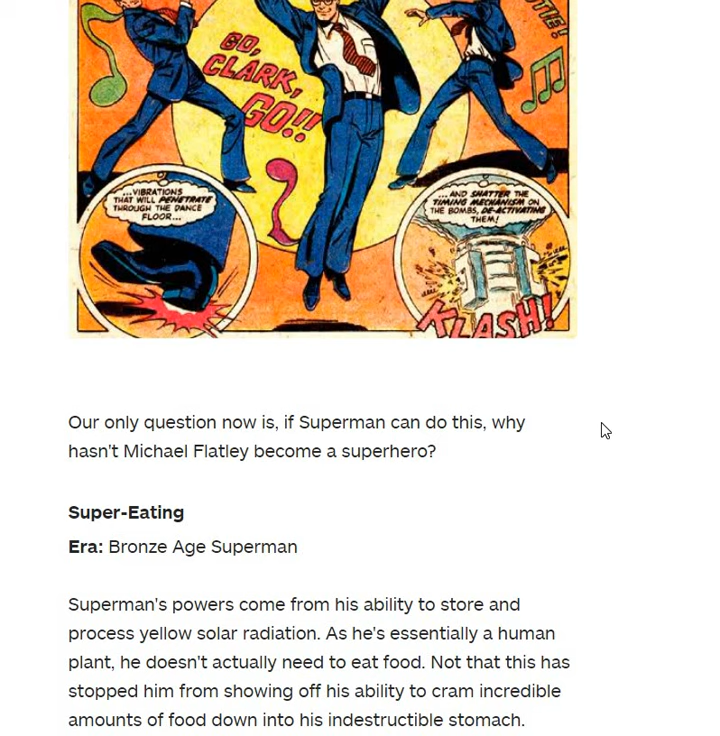 GO,
CLARK,
GO!!
...VIBRATIONS
THAT WILL PENETRATE
THROUGH THE DANCE
FLOOR...
... AND SHATTER THE
TIMING MECHANISM ON
THE BOMBS, DE-ACTIVATING
THEM!
KLASH!
Our only question now is, if Superman can do this, why
hasn't Michael Flatley become a superhero?
Super-Eating
Era: Bronze Age Superman
Superman's powers come from his ability to store and
process yellow solar radiation. As he's essentially a human
plant, he doesn't actually need to eat food. Not that this has
stopped him from showing off his ability to cram incredible
amounts of food down into his indestructible stomach.